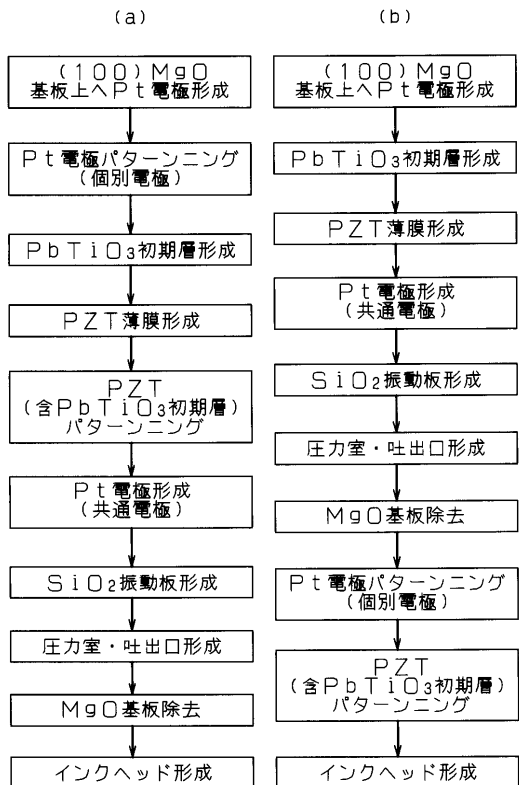 (a)
(100)MgO
基板上へPt電極形成
Pt電極パターンニング
(個別電極)
PbTiO₃初期層形成
PZT薄膜形成
PZT
(含PbTiO₃初期層)
パターンニング
Pt電極形成
(共通電極)
SiO₂振動板形成
圧力室・吐出口形成
MgO基板除去
インクヘッド形成
(b)
(100)MgO
基板上へPt電極形成
PbTiO₃初期層形成
PZT薄膜形成
Pt電極形成
(共通電極)
SiO₂振動板形成
圧力室・吐出口形成
MgO基板除去
Pt電極パターンニング
(個別電極)
PZT
(含PbTiO₃初期層)
パターンニング
インクヘッド形成